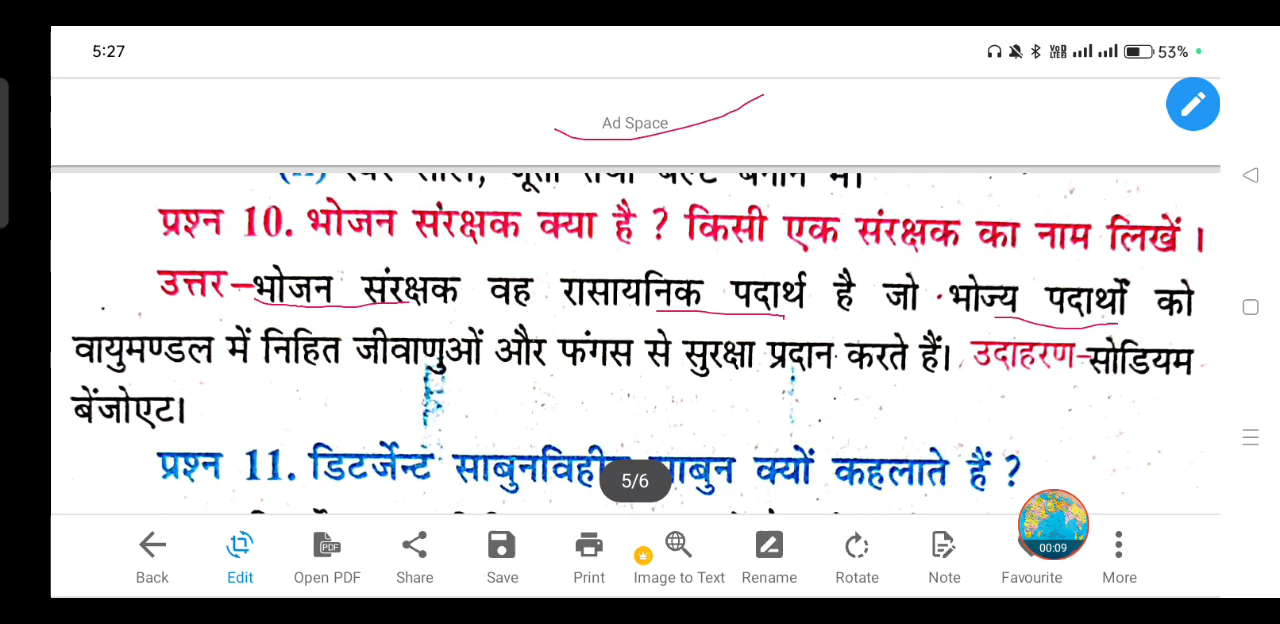 5:27 53%
Ad Space
प्रश्न 10. भोजन संरक्षक क्या है ? किसी एक संरक्षक का नाम लिखें ।
उत्तर–भोजन संरक्षक वह रासायनिक पदार्थ है जो भोज्य पदार्थों को
वायुमण्डल में निहित जीवाणुओं और फंगस से सुरक्षा प्रदान करते हैं। उदाहरण–सोडियम
बेंजोएट।
प्रश्न 11. डिटर्जेन्ट साबुनविहीन साबुन क्यों कहलाते हैं ?
5/6
00:09
Back Edit Open PDF Share Save Print Image to Text Rename Rotate Note Favourite More